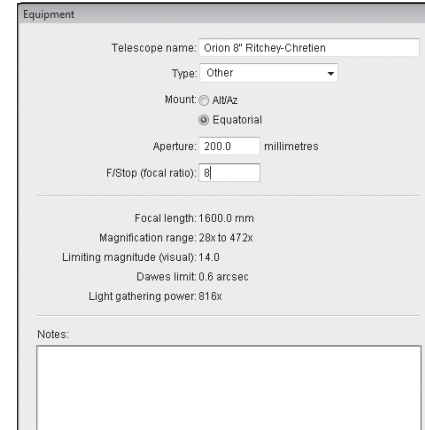 Equipment
Telescope name: Orion 8" Ritchey-Chretien
Type: Other
Mount: Alt/Az
Equatorial
Aperture: 200.0 millimetres
F/Stop (focal ratio): 8
Focal length: 1600.0 mm
Magnification range: 28x to 472x
Limiting magnitude (visual): 14.0
Dawes limit: 0.6 arcsec
Light gathering power: 816x
Notes: